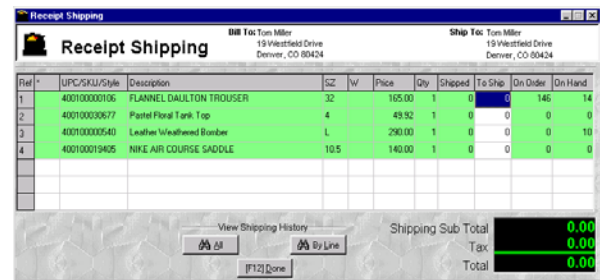 Receipt Shipping
Receipt Shipping
Bill To: Tom Miller
19 Westfield Drive
Denver, CO 80424
Ship To: Tom Miller
19 Westfield Drive
Denver, CO 80424
Ref * UPC/SKU/Style Description SZ W Price Qty Shipped To Ship On Order On Hand
1 400100000106 FLANNEL DAULTON TROUSER 32 165.00 1 0 0 146 14
2 400100030677 Pastel Floral Tank Top 4 49.92 1 0 0 0 0
3 400100000540 Leather Weathered Bomber L 290.00 1 0 0 0 10
4 400100019405 NIKE AIR COURSE SADDLE 10.5 140.00 1 0 0 0 0
View Shipping History
All By Line
[F12] Done
Shipping Sub Total 0.00
Tax 0.00
Total 0.00